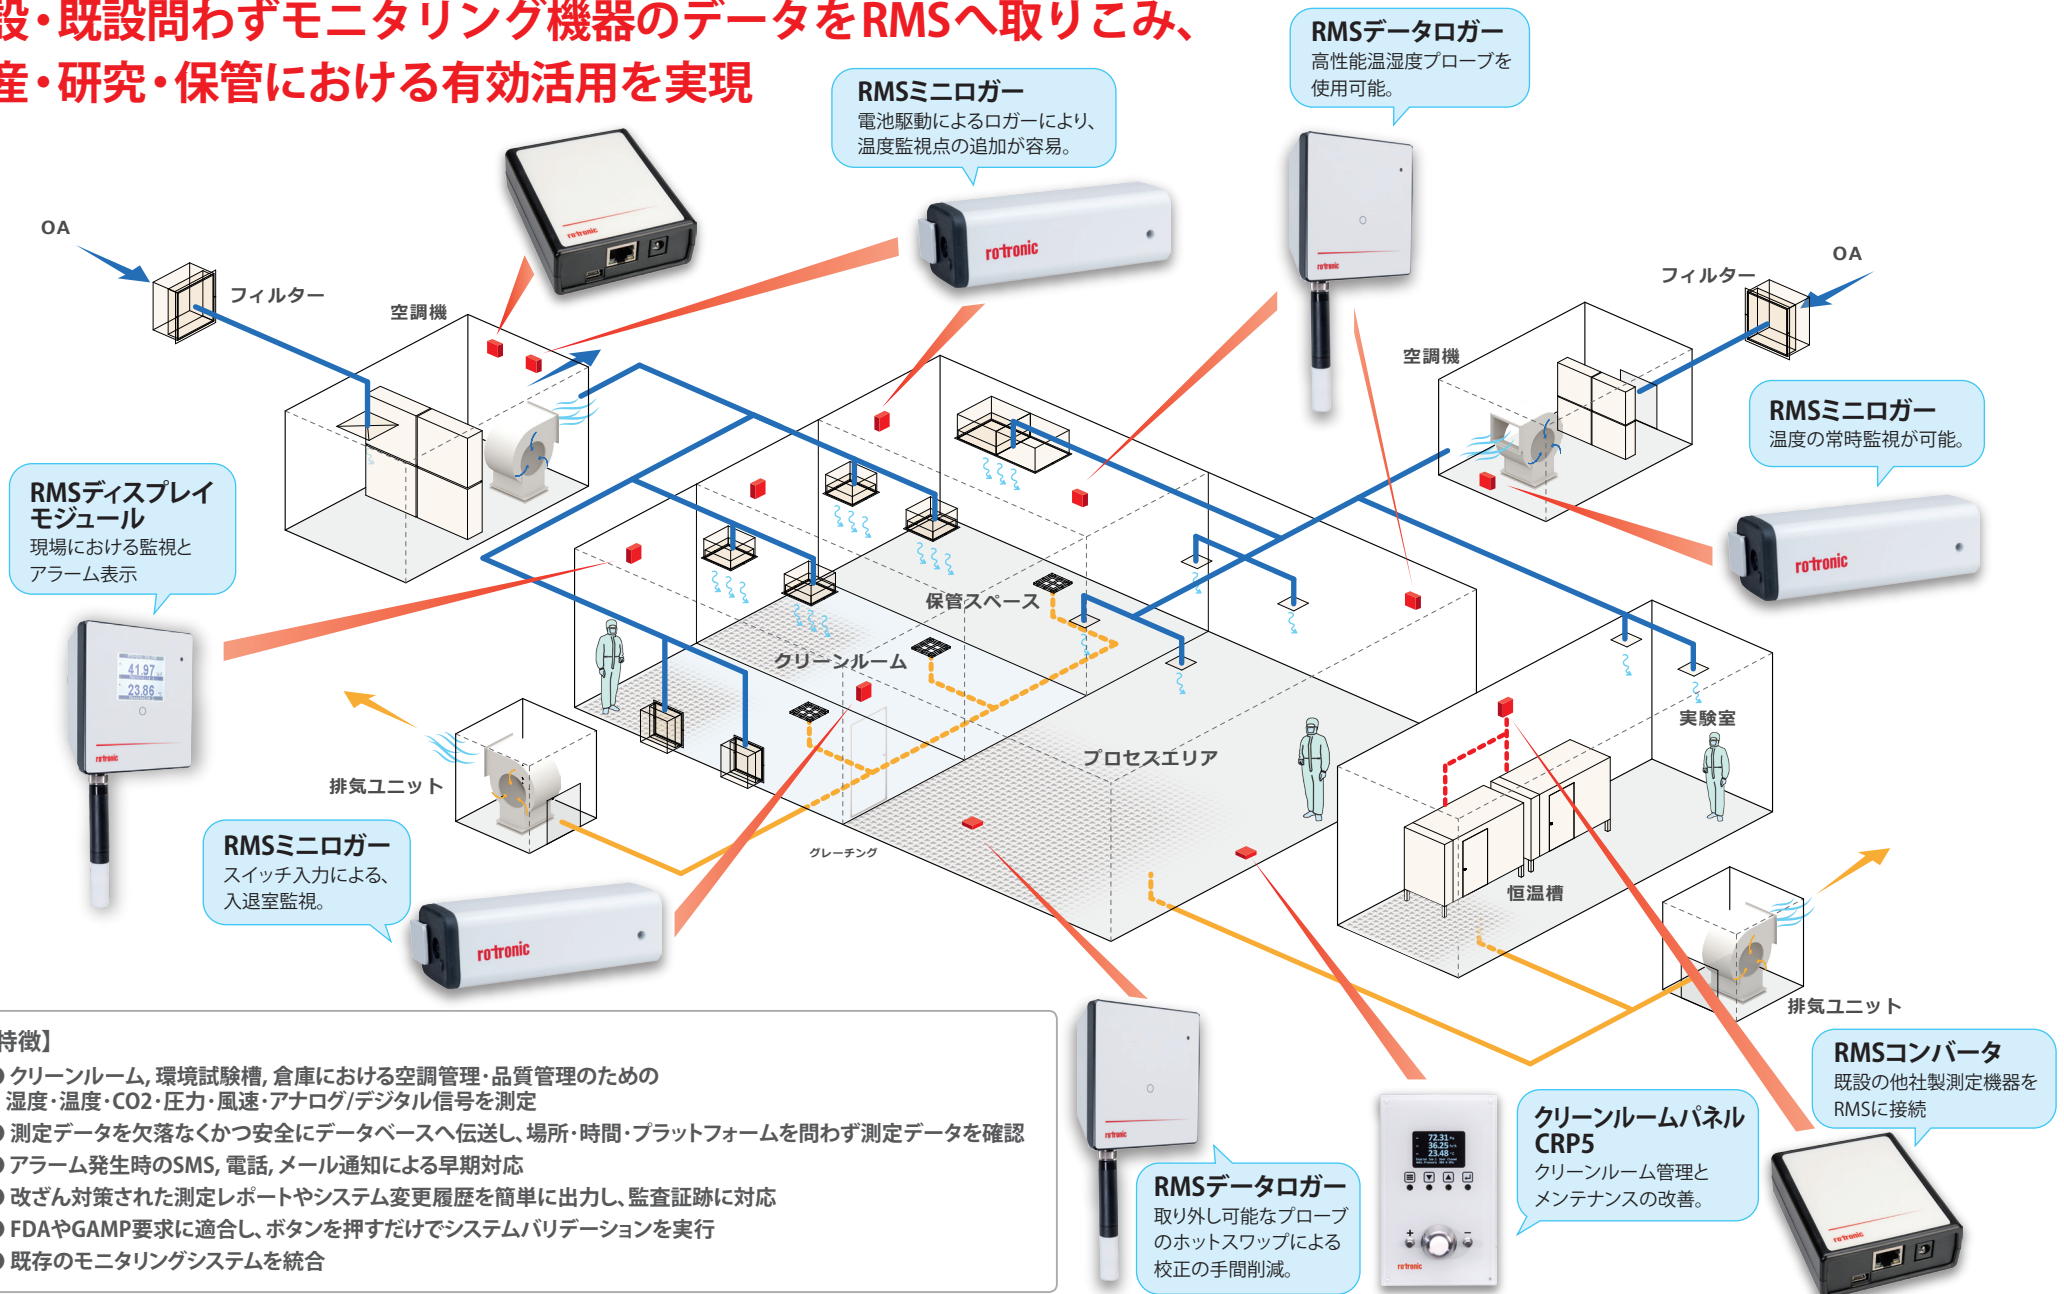 設・既設問わずモニタリング機器のデータをRMSへ取りこみ、
産・研究・保管における有効活用を実現
RMSデータロガー
高性能温湿度プローブを
使用可能。
RMSミニロガー
電池駆動によるロガーにより、
温度監視点の追加が容易。
rotronic
rotronic
rotronic
OA
フィルター
空調機
OA
フィルター
空調機
RMSミニロガー
温度の常時監視が可能。
rotronic
RMSディスプレイ
モジュール
現場における監視と
アラーム表示
41.97
23.86
rotronic
保管スペース
クリーンルーム
プロセスエリア
実験室
恒温槽
グレーチング
排気ユニット
排気ユニット
RMSミニロガー
スイッチ入力による、
入退室監視。
rotronic
特徴】
●クリーンルーム, 環境試験槽, 倉庫における空調管理・品質管理のための
湿度・温度・CO2・圧力・風速・アナログ/デジタル信号を測定
●測定データを欠落なくかつ安全にデータベースへ伝送し、場所・時間・プラットフォームを問わず測定データを確認
●アラーム発生時のSMS, 電話, メール通知による早期対応
●改ざん対策された測定レポートやシステム変更履歴を簡単に出力し、監査証跡に対応
●FDAやGAMP要求に適合し、ボタンを押すだけでシステムバリデーションを実行
●既存のモニタリングシステムを統合
rotronic
RMSデータロガー
取り外し可能なプローブ
のホットスワップによる
校正の手間削減。
72.31 Pa
36.25
23.48
+
−
rotronic
クリーンルームパネル
CRP5
クリーンルーム管理と
メンテナンスの改善。
RMSコンバータ
既設の他社製測定機器を
RMSに接続
rotronic